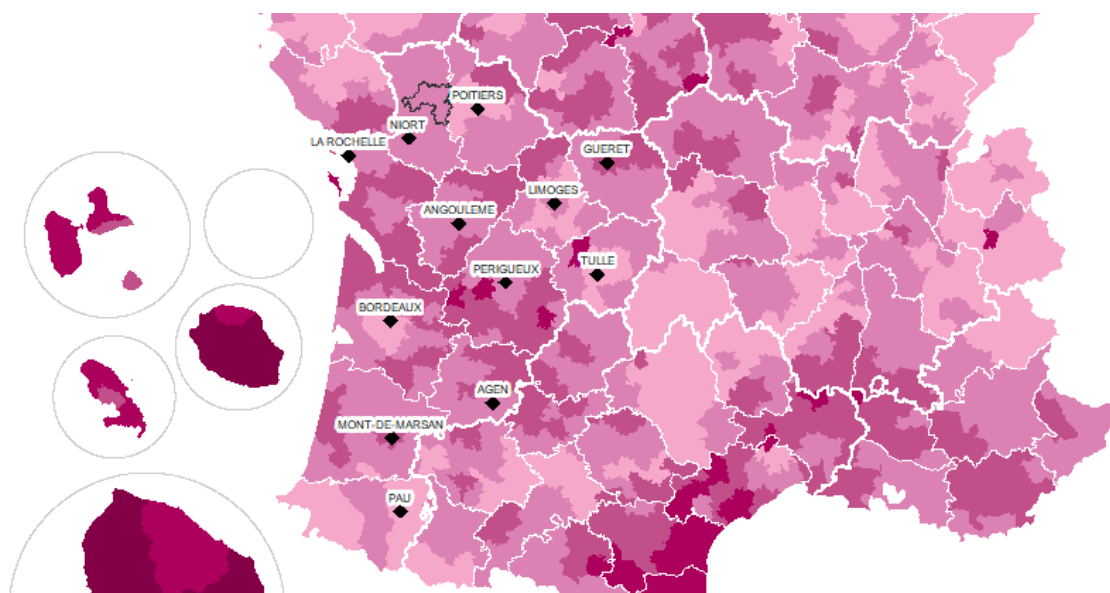 POITIERS
NIORT
LA ROCHELLE
GUERET
LIMOGES
ANGOULEME
TULLE
PERIGUEUX
BORDEAUX
AGEN
MONT-DE-MARSAN
PAU